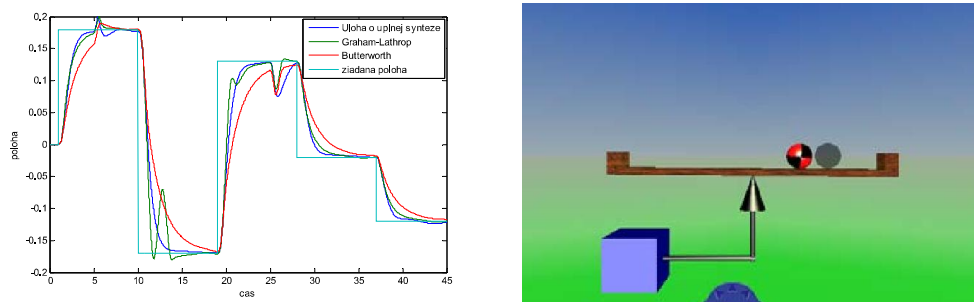 0.2
0.15
0.1
0.05
0
-0.05
-0.1
-0.15
-0.2
poloha
Uloha o uplnej synteze
Graham-Lathrop
Butterworth
ziadana poloha
0 5 10 15 20 25 30 35 40 45
cas